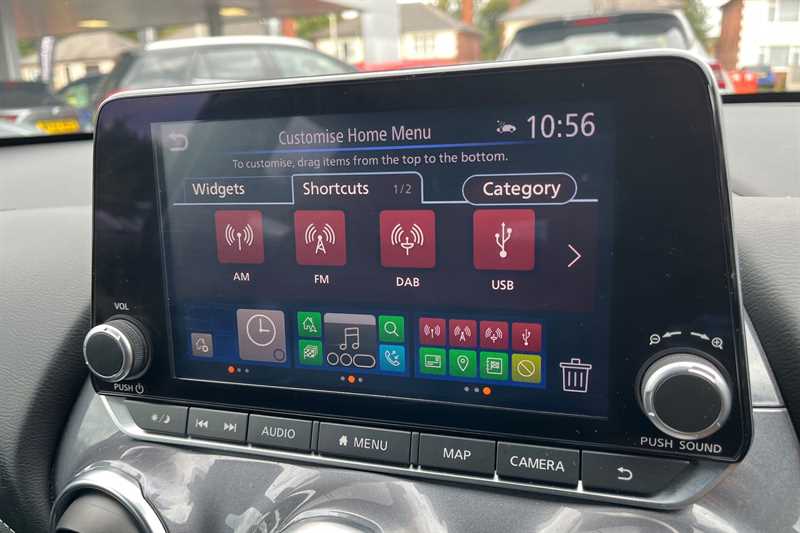 Customise Home Menu
10:56
To customise, drag items from the top to the bottom.
Widgets
Shortcuts 1/2
Category
AM
FM
DAB
USB
VOL
PUSH
PUSH SOUND
AUDIO
MENU
MAP
CAMERA